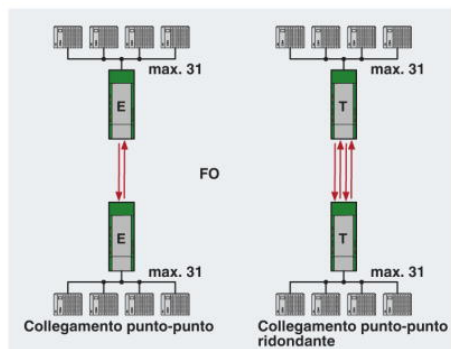 max. 31
max. 31
E
T
FO
E
T
max. 31
max. 31
Collegamento punto-punto
Collegamento punto-punto
ridondante